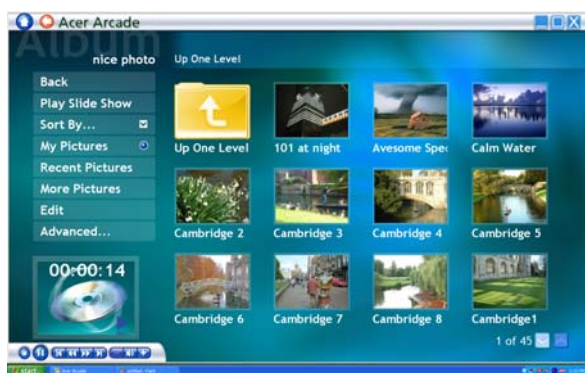 Acer Arcade
Album
nice photo
Up One Level
Back
Play Slide Show
Sort By...
My Pictures
Recent Pictures
More Pictures
Edit
Advanced...
00:00:14
Up One Level
101 at night
Avesome Spec
Calm Water
Cambridge 2
Cambridge 3
Cambridge 4
Cambridge 5
Cambridge 6
Cambridge 7
Cambridge 8
Cambridge1
1 of 45
start